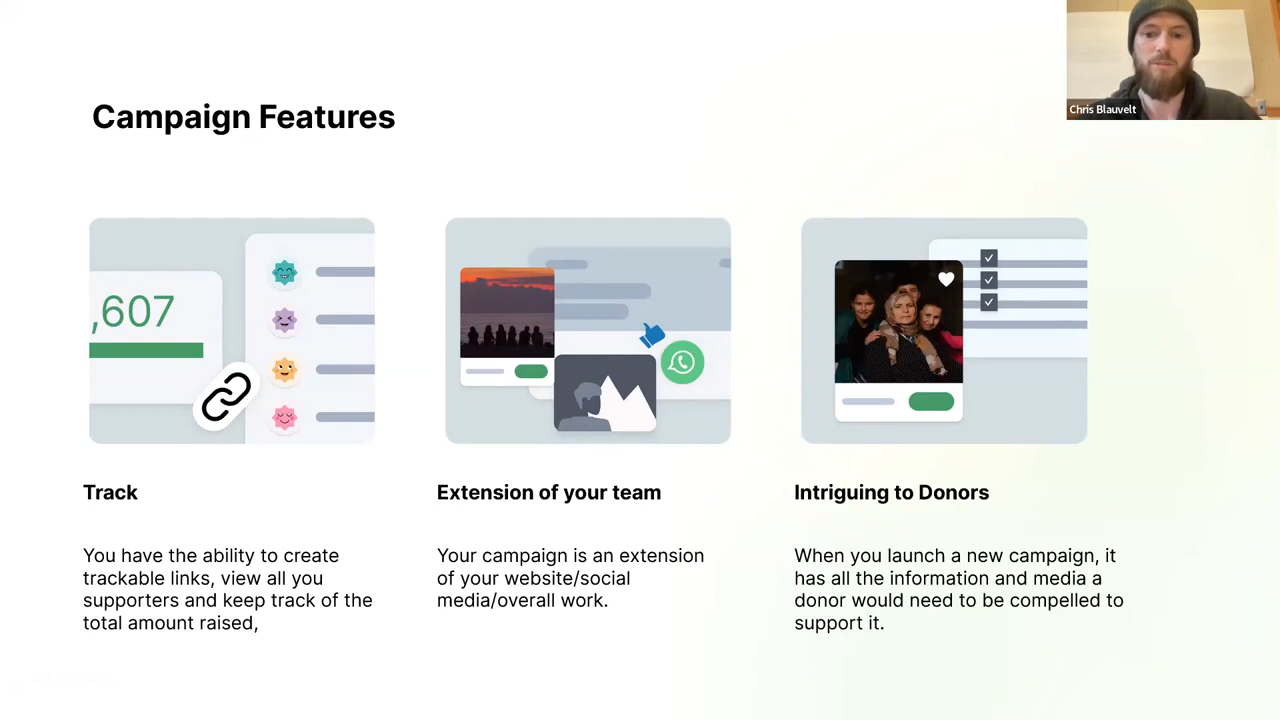 Chris Blauvelt
Campaign Features
,607
Track
You have the ability to create
trackable links, view all you
supporters and keep track of the
total amount raised,
Extension of your team
Your campaign is an extension
of your website/social
media/overall work.
Intriguing to Donors
When you launch a new campaign, it
has all the information and media a
donor would need to be compelled to
support it.